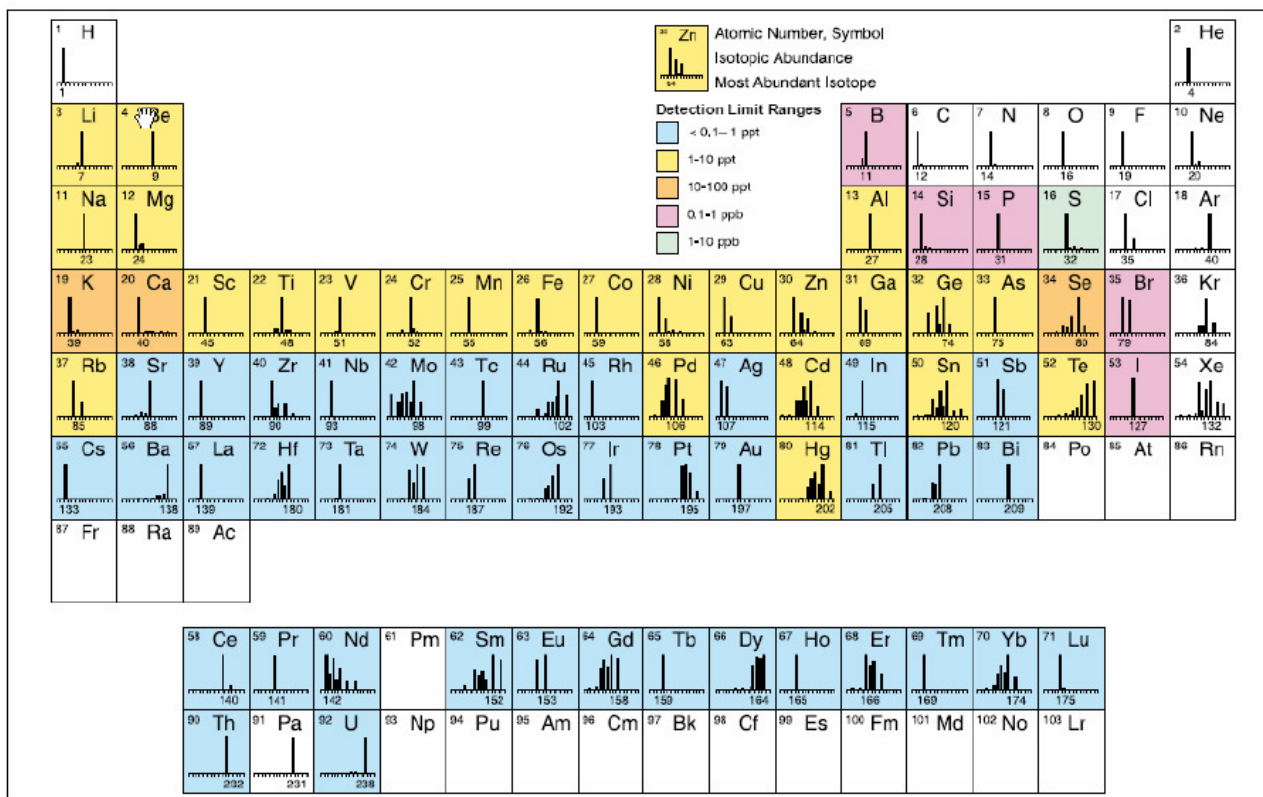 1 H
1
30 Zn Atomic Number, Symbol
Isotopic Abundance
64 Most Abundant Isotope
2 He
4
Detection Limit Ranges
< 0.1–1 ppt
1-10 ppt
10-100 ppt
0.1-1 ppb
1-10 ppb
3 Li 4 Be 5 B 6 C 7 N 8 O 9 F 10 Ne
7 9 11 12 14 16 19 20
11 Na 12 Mg 13 Al 14 Si 15 P 16 S 17 Cl 18 Ar
23 24 27 28 31 32 35 40
19 K 20 Ca 21 Sc 22 Ti 23 V 24 Cr 25 Mn 26 Fe 27 Co 28 Ni 29 Cu 30 Zn 31 Ga 32 Ge 33 As 34 Se 35 Br 36 Kr
39 40 45 48 51 52 55 56 59 58 63 64 69 74 75 80 79 84
37 Rb 38 Sr 39 Y 40 Zr 41 Nb 42 Mo 43 Tc 44 Ru 45 Rh 46 Pd 47 Ag 48 Cd 49 In 50 Sn 51 Sb 52 Te 53 I 54 Xe
85 88 89 90 93 98 99 102 103 106 107 114 115 120 121 130 127 132
55 Cs 56 Ba 57 La 72 Hf 73 Ta 74 W 75 Re 76 Os 77 Ir 78 Pt 79 Au 80 Hg 81 Tl 82 Pb 83 Bi 84 Po 85 At 86 Rn
133 138 139 180 181 184 187 192 193 195 197 202 205 208 209
87 Fr 88 Ra 89 Ac
58 Ce 59 Pr 60 Nd 61 Pm 62 Sm 63 Eu 64 Gd 65 Tb 66 Dy 67 Ho 68 Er 69 Tm 70 Yb 71 Lu
140 141 142 152 153 158 159 164 165 166 169 174 175
90 Th 91 Pa 92 U 93 Np 94 Pu 95 Am 96 Cm 97 Bk 98 Cf 99 Es 100 Fm 101 Md 102 No 103 Lr
232 231 238